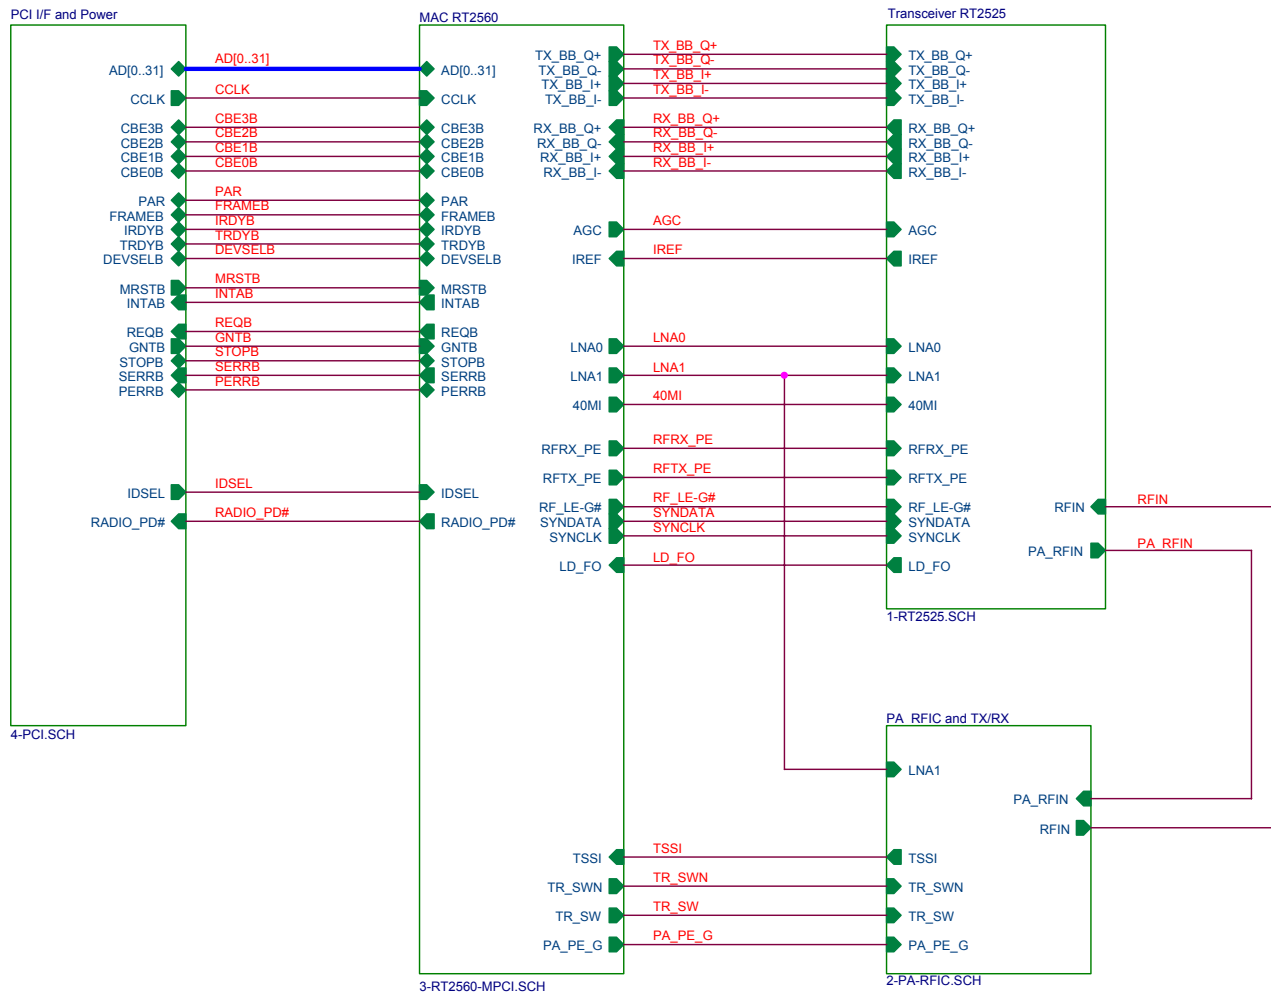 PCI I/F and Power
AD[0..31]
CCLK
CBE3B
CBE2B
CBE1B
CBE0B
PAR
FRAMEB
IRDYB
TRDYB
DEVSELB
MRSTB
INTAB
REQB
GNTB
STOPB
SERRB
PERRB
IDSEL
RADIO_PD#
4-PCI.SCH
AD[0..31]
CCLK
CBE3B
CBE2B
CBE1B
CBE0B
PAR
FRAMEB
IRDYB
TRDYB
DEVSELB
MRSTB
INTAB
REQB
GNTB
STOPB
SERRB
PERRB
IDSEL
RADIO_PD#
MAC RT2560
AD[0..31]
CCLK
CBE3B
CBE2B
CBE1B
CBE0B
PAR
FRAMEB
IRDYB
TRDYB
DEVSELB
MRSTB
INTAB
REQB
GNTB
STOPB
SERRB
PERRB
IDSEL
RADIO_PD#
TX_BB_Q+
TX_BB_Q-
TX_BB_I+
TX_BB_I-
RX_BB_Q+
RX_BB_Q-
RX_BB_I+
RX_BB_I-
AGC
IREF
LNA0
LNA1
40MI
RFRX_PE
RFTX_PE
RF_LE-G#
SYNDATA
SYNCLK
LD_FO
TSSI
TR_SWN
TR_SW
PA_PE_G
3-RT2560-MPCI.SCH
TX_BB_Q+
TX_BB_Q-
TX_BB_I+
TX_BB_I-
RX_BB_Q+
RX_BB_Q-
RX_BB_I+
RX_BB_I-
AGC
IREF
LNA0
LNA1
40MI
RFRX_PE
RFTX_PE
RF_LE-G#
SYNDATA
SYNCLK
LD_FO
TSSI
TR_SWN
TR_SW
PA_PE_G
Transceiver RT2525
TX_BB_Q+
TX_BB_Q-
TX_BB_I+
TX_BB_I-
RX_BB_Q+
RX_BB_Q-
RX_BB_I+
RX_BB_I-
AGC
IREF
LNA0
LNA1
40MI
RFRX_PE
RFTX_PE
RF_LE-G#
SYNDATA
SYNCLK
LD_FO
RFIN
PA_RFIN
1-RT2525.SCH
RFIN
PA_RFIN
PA RFIC and TX/RX
LNA1
PA_RFIN
RFIN
TSSI
TR_SWN
TR_SW
PA_PE_G
2-PA-RFIC.SCH